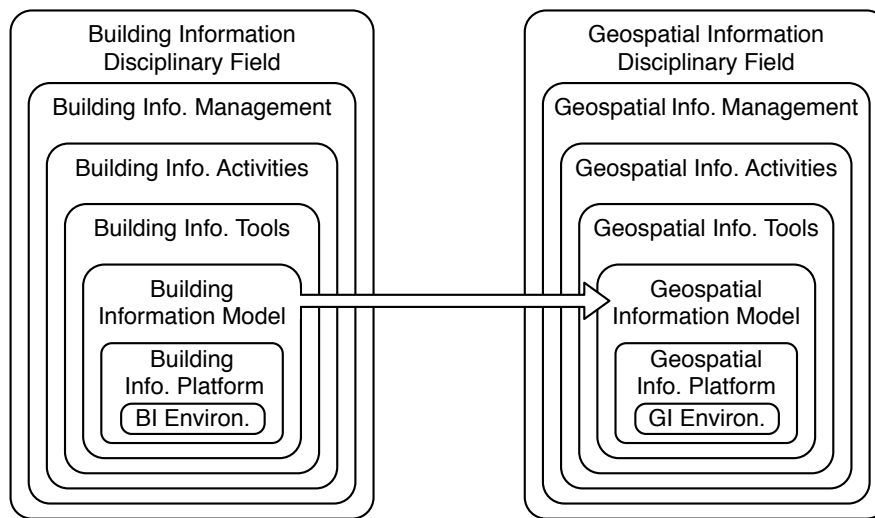 Building Information
Disciplinary Field
Building Info. Management
Building Info. Activities
Building Info. Tools
Building
Information Model
Building
Info. Platform
BI Environ.
Geospatial Information
Disciplinary Field
Geospatial Info. Management
Geospatial Info. Activities
Geospatial Info. Tools
Geospatial
Information Model
Geospatial
Info. Platform
GI Environ.